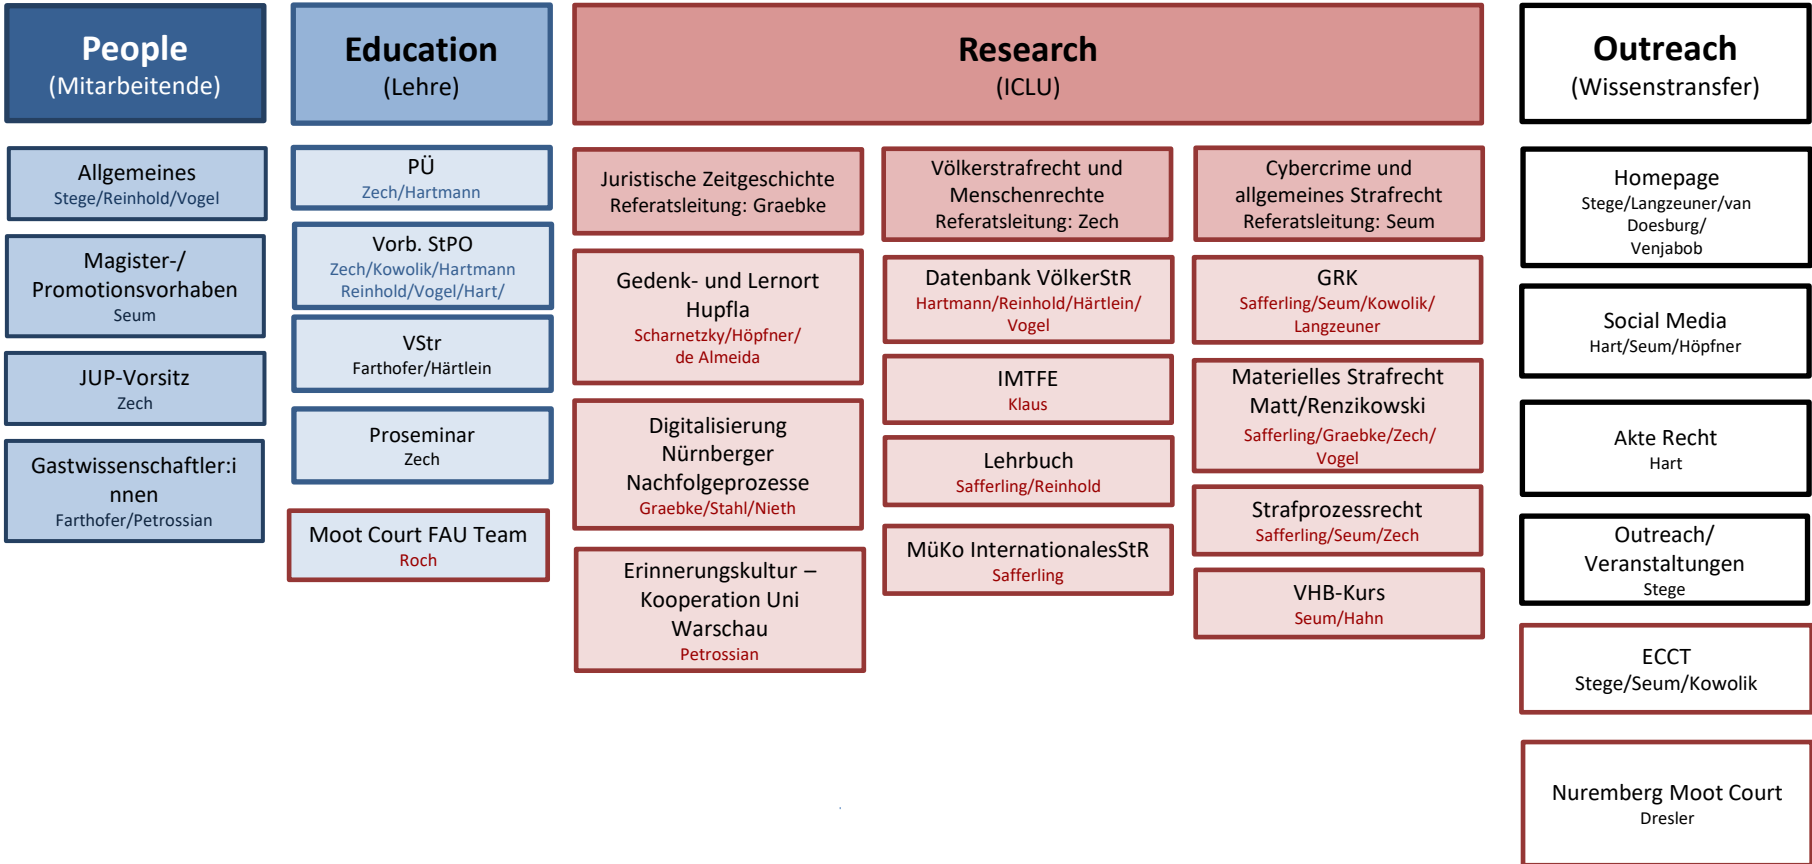 People
(Mitarbeitende)
Allgemeines
Stege/Reinhold/Vogel
Magister-/
Promotionsvorhaben
Seum
JUP-Vorsitz
Zech
Gastwissenschaftler:i
nnen
Farthofer/Petrossian
Education
(Lehre)
PÜ
Zech/Hartmann
Vorb. StPO
Zech/Kowolik/Hartmann
Reinhold/Vogel/Hart/
VStr
Farthofer/Härtlein
Proseminar
Zech
Moot Court FAU Team
Roch
Research
(ICLU)
Juristische Zeitgeschichte
Referatsleitung: Graebke
Gedenk- und Lernort
Hupfla
Scharnetzky/Höpfner/
de Almeida
Digitalisierung
Nürnberger
Nachfolgeprozesse
Graebke/Stahl/Nieth
Erinnerungskultur –
Kooperation Uni
Warschau
Petrossian
Völkerstrafrecht und
Menschenrechte
Referatsleitung: Zech
Datenbank VölkerStR
Hartmann/Reinhold/Härtlein/
Vogel
IMTFE
Klaus
Lehrbuch
Safferling/Reinhold
MüKo InternationalesStR
Safferling
Cybercrime und
allgemeines Strafrecht
Referatsleitung: Seum
GRK
Safferling/Seum/Kowolik/
Langzeuner
Materielles Strafrecht
Matt/Renzikowski
Safferling/Graebke/Zech/
Vogel
Strafprozessrecht
Safferling/Seum/Zech
VHB-Kurs
Seum/Hahn
Outreach
(Wissenstransfer)
Homepage
Stege/Langzeuner/van
Doesburg/
Venjabob
Social Media
Hart/Seum/Höpfner
Akte Recht
Hart
Outreach/
Veranstaltungen
Stege
ECCT
Stege/Seum/Kowolik
Nuremberg Moot Court
Dresler